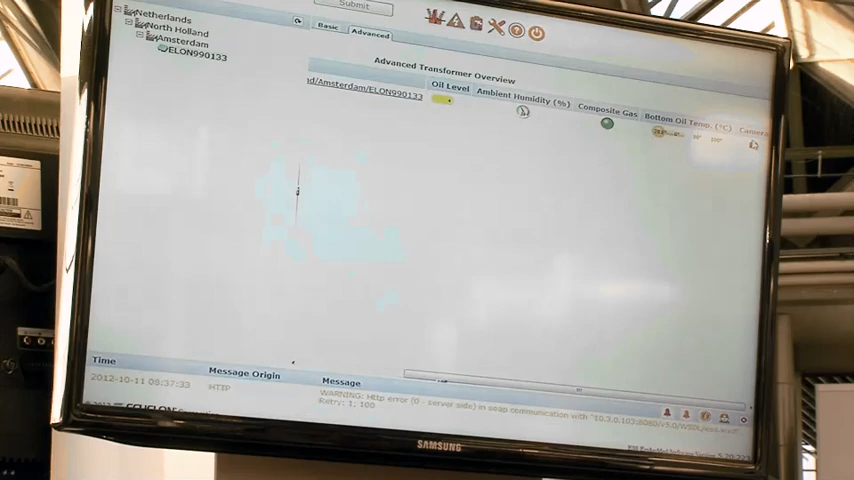 Submit
Netherlands
North Holland
Amsterdam
ELON990133
Basic
Advanced
Advanced Transformer Overview
Oil Level
Ambient Humidity (%)
Composite Gas
Bottom Oil Temp. (°C)
Camera
/Amsterdam/ELON990133
Time
Message Origin
Message
2012-10-11 08:37:33
HTTP
WARNING: Http error (0 - server side) in soap communication with
Retry: 1, 100
ECHELON
SAMSUNG